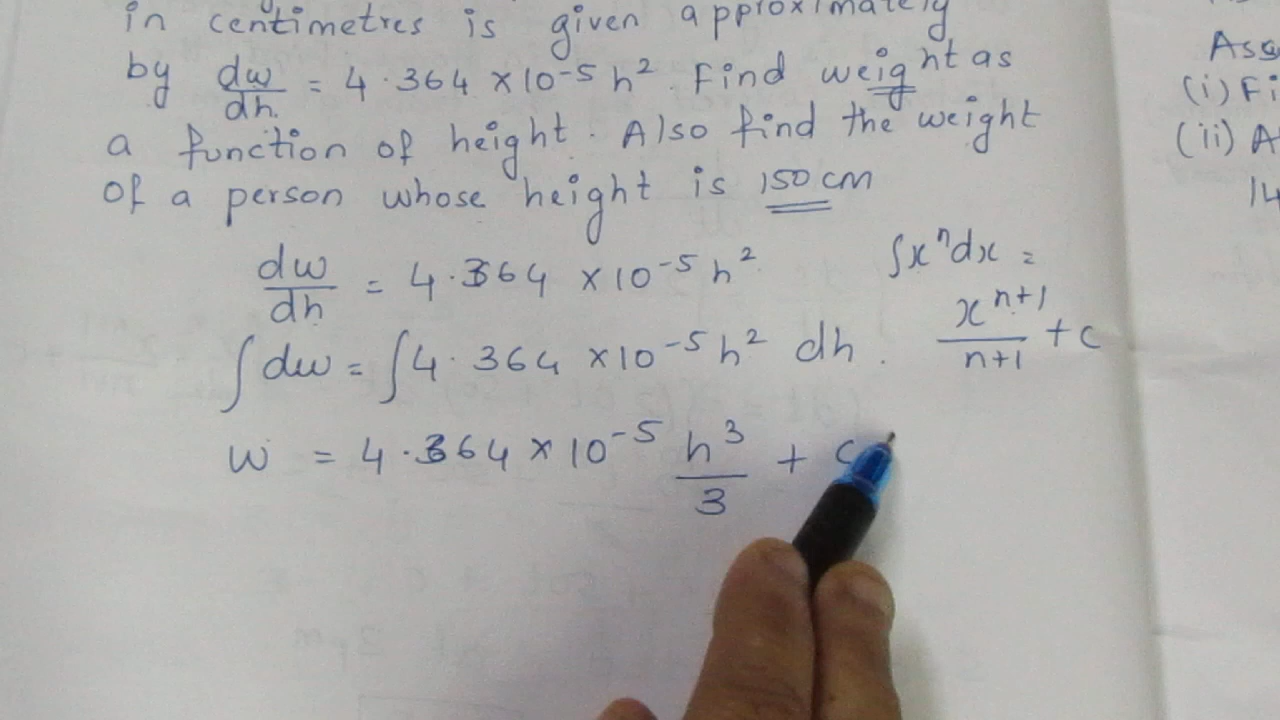 in centimetres is given approximately
by dw/dh = 4.364 × 10⁻⁵ h². Find weight as
a function of height. Also find the weight
of a person whose height is 150 cm
dw/dh = 4.364 × 10⁻⁵ h²
∫xⁿdx =
xⁿ⁺¹/n+1 + c
∫dw = ∫4.364 × 10⁻⁵ h² dh.
w = 4.364 × 10⁻⁵ h³/3 + c
(i) Fi
(ii) A
14